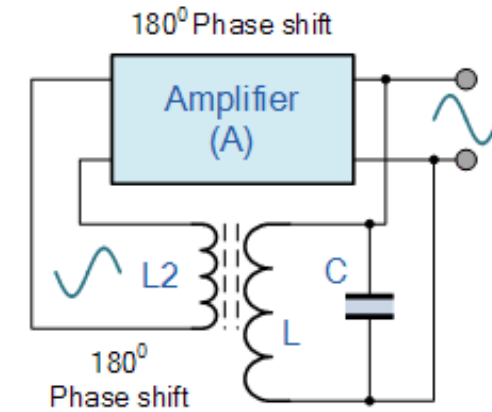 180⁰ Phase shift
Amplifier
(A)
L2
L
C
180⁰
Phase shift